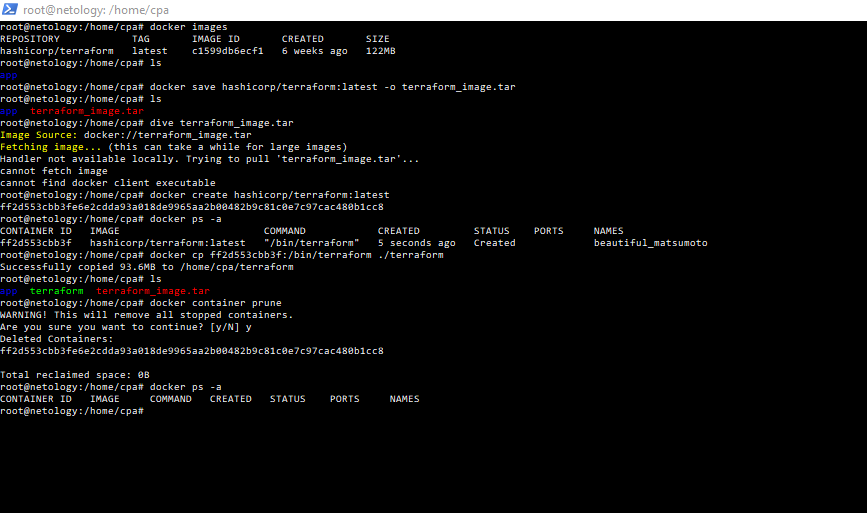 root@netology: /home/cpa
root@netology:/home/cpa# docker images
REPOSITORY            TAG       IMAGE ID       CREATED       SIZE
hashicorp/terraform   latest    c1599db6ecf1   6 weeks ago   122MB
root@netology:/home/cpa# ls
app
root@netology:/home/cpa# docker save hashicorp/terraform:latest -o terraform_image.tar
root@netology:/home/cpa# ls
app  terraform_image.tar
root@netology:/home/cpa# dive terraform_image.tar
Image Source: docker://terraform_image.tar
Fetching image... (this can take a while for large images)
Handler not available locally. Trying to pull 'terraform_image.tar'...
cannot fetch image
cannot find docker client executable
root@netology:/home/cpa# docker create hashicorp/terraform:latest
ff2d553cbb3fe6e2cdda93a018de9965aa2b00482b9c81c0e7c97cac480b1cc8
root@netology:/home/cpa# docker ps -a
CONTAINER ID   IMAGE                        COMMAND            CREATED         STATUS    PORTS     NAMES
ff2d553cbb3f   hashicorp/terraform:latest   "/bin/terraform"   5 seconds ago   Created             beautiful_matsumoto
root@netology:/home/cpa# docker cp ff2d553cbb3f:/bin/terraform ./terraform
Successfully copied 93.6MB to /home/cpa/terraform
root@netology:/home/cpa# ls
app  terraform  terraform_image.tar
root@netology:/home/cpa# docker container prune
WARNING! This will remove all stopped containers.
Are you sure you want to continue? [y/N] y
Deleted Containers:
ff2d553cbb3fe6e2cdda93a018de9965aa2b00482b9c81c0e7c97cac480b1cc8
Total reclaimed space: 0B
root@netology:/home/cpa# docker ps -a
CONTAINER ID   IMAGE     COMMAND   CREATED   STATUS    PORTS     NAMES
root@netology:/home/cpa#